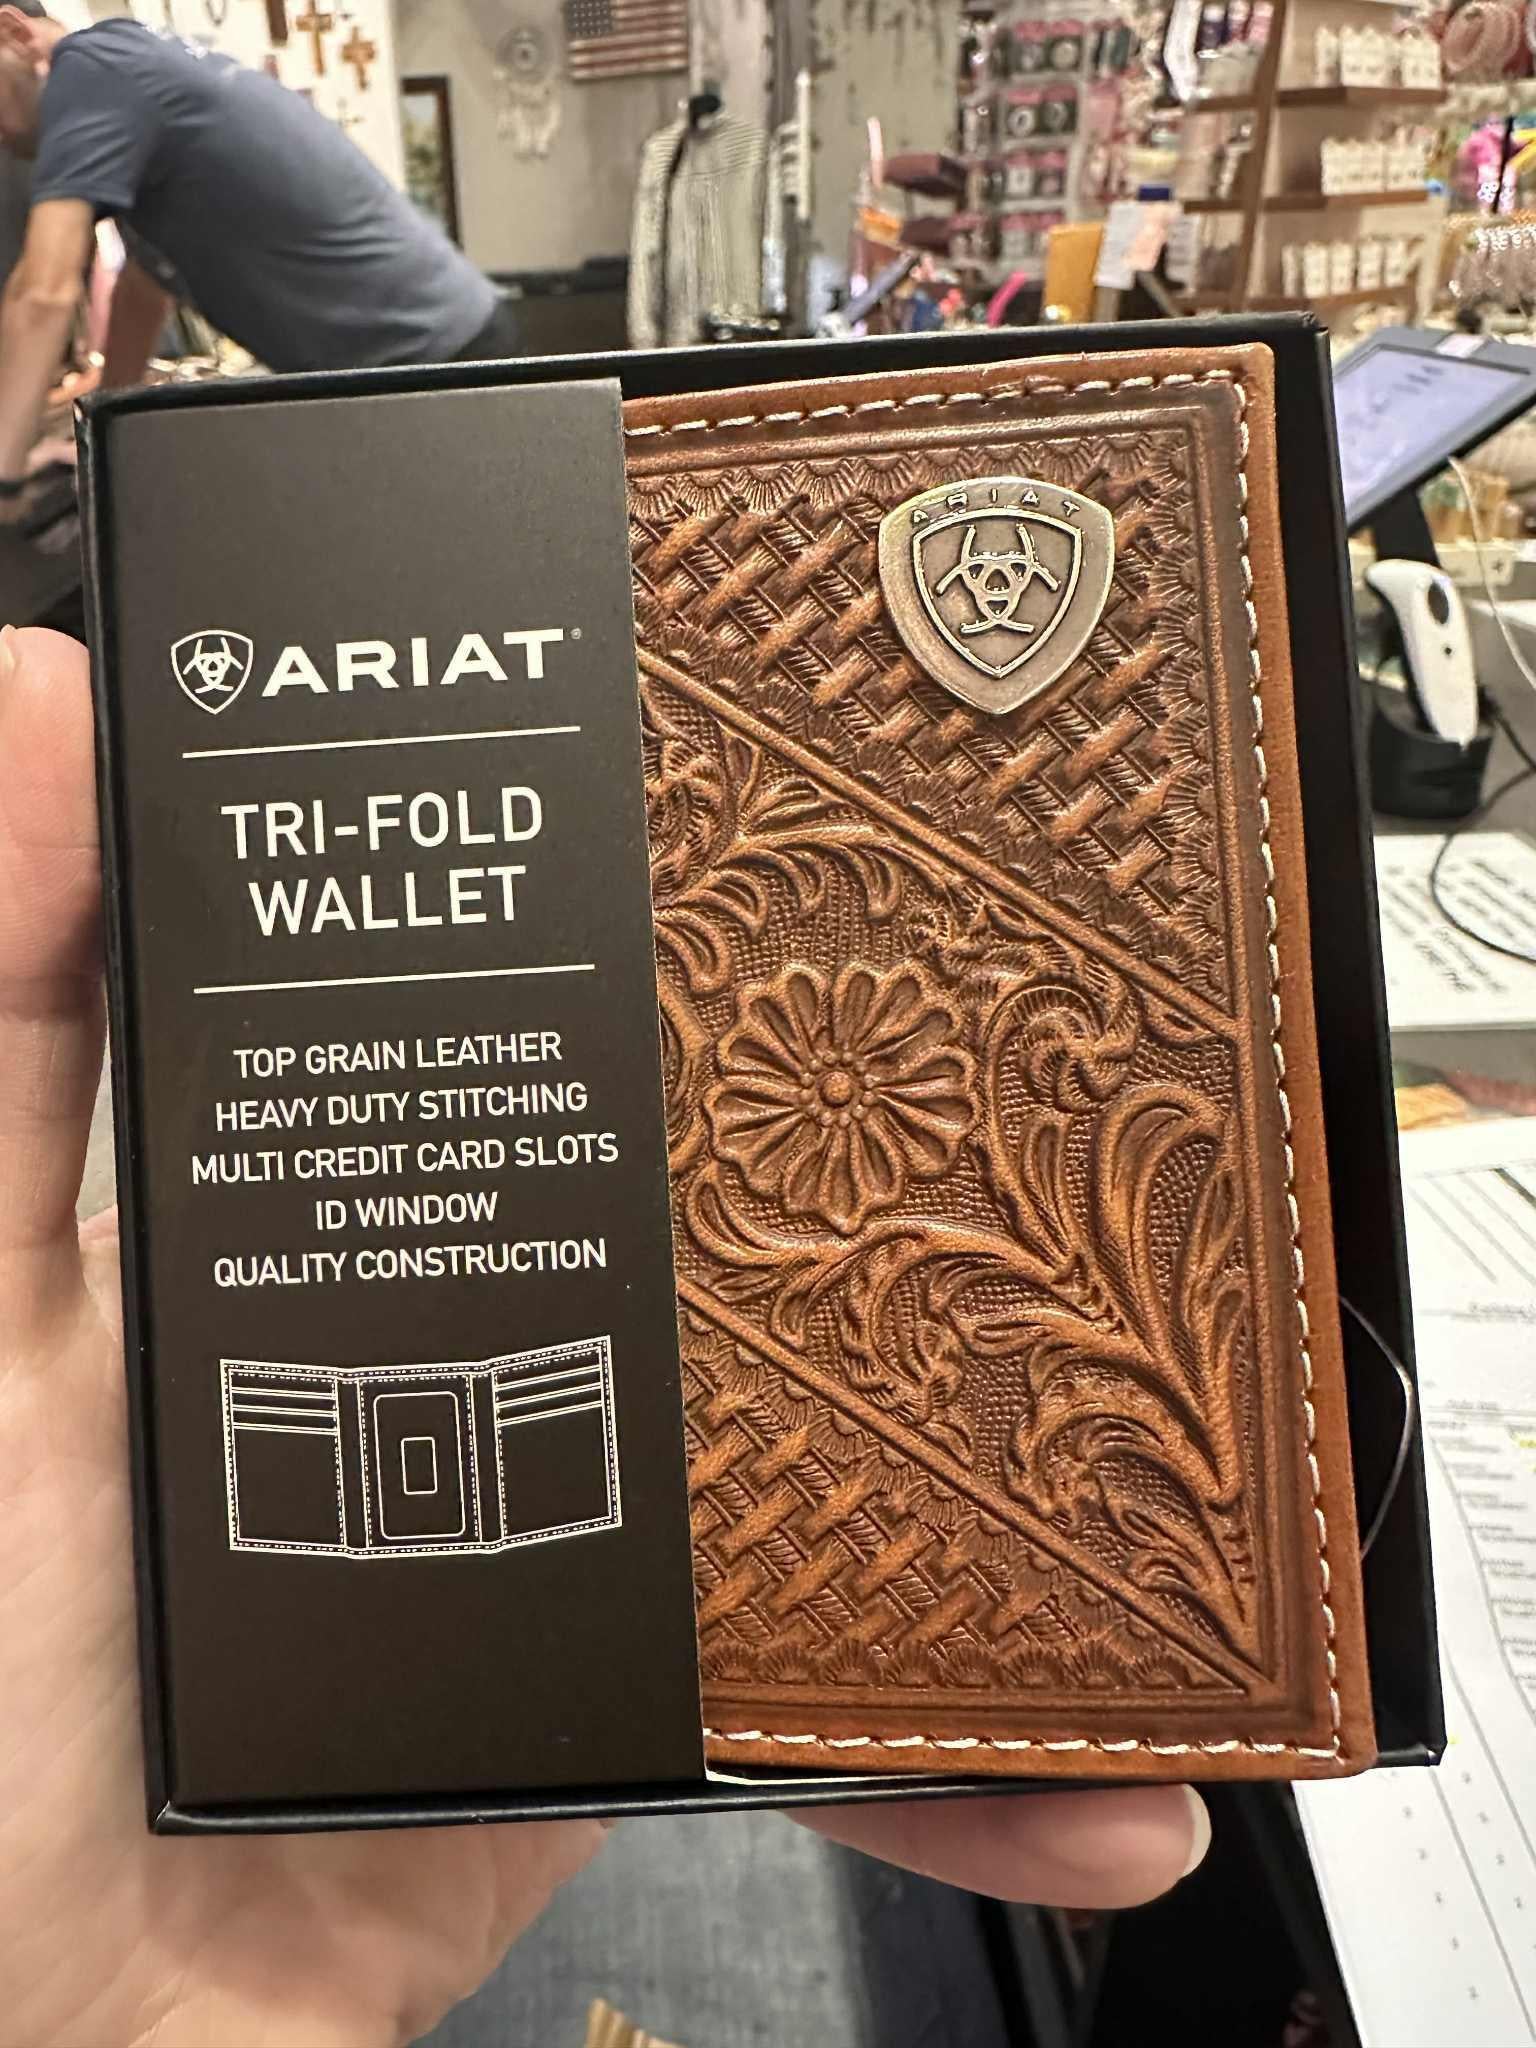 ARIAT®
TRI-FOLD
WALLET
TOP GRAIN LEATHER
HEAVY DUTY STITCHING
MULTI CREDIT CARD SLOTS
ID WINDOW
QUALITY CONSTRUCTION
ARIAT